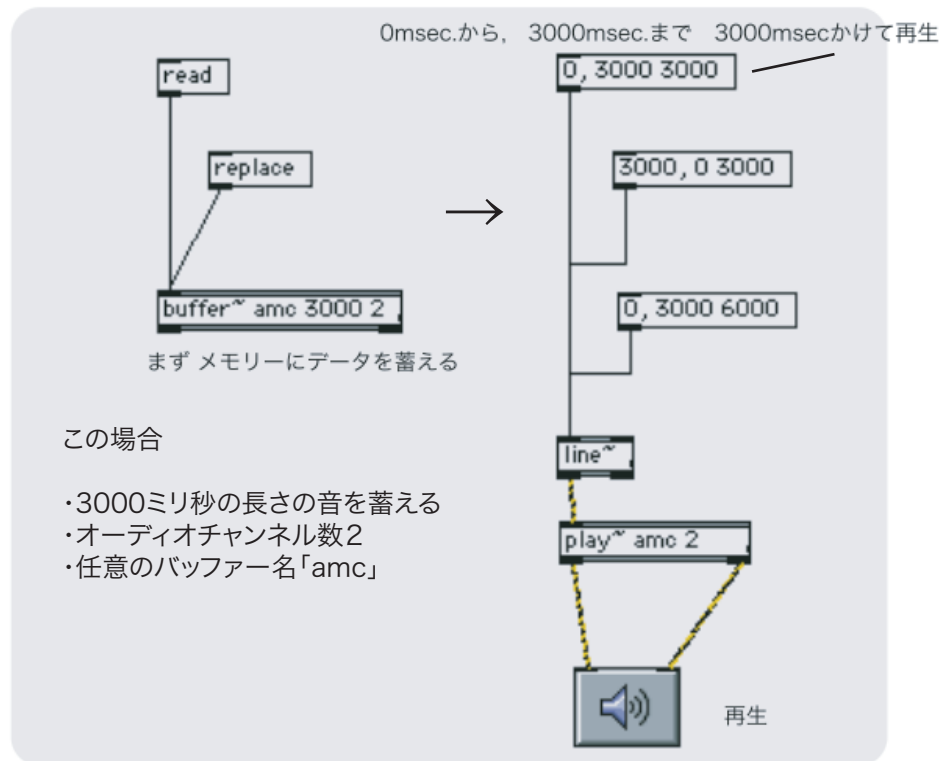 0msec.から, 3000msec.まで 3000msecかけて再生
read
replace
buffer~ amc 3000 2
まず メモリーにデータを蓄える
この場合
・3000ミリ秒の長さの音を蓄える
・オーディオチャンネル数2
・任意のバッファー名「amc」
0, 3000 3000
3000, 0 3000
0, 3000 6000
line~
play~ amc 2
再生